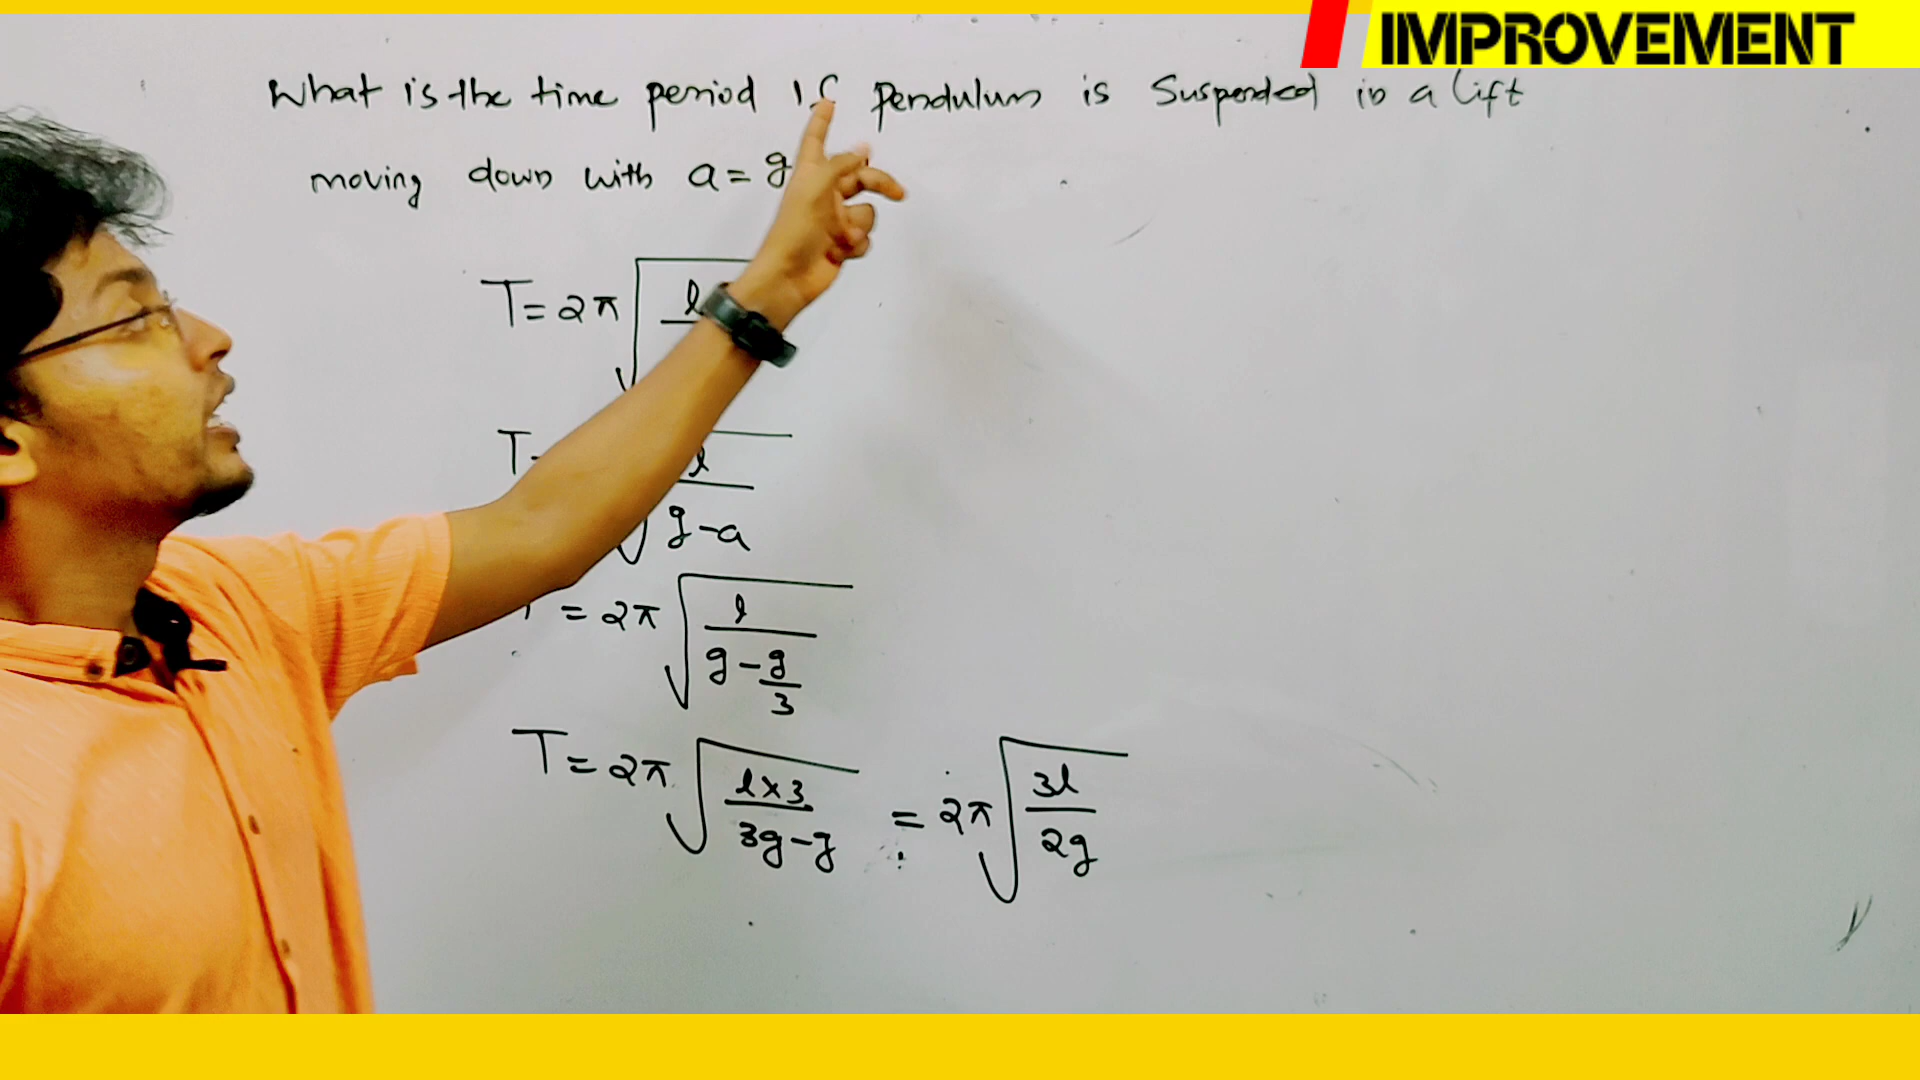 IMPROVEMENT
What is the time period if pendulum is suspended in a lift
moving down with a = g
T = 2π √ l
T = l / g - a
= 2π √ l / g - g/3
T = 2π √ l × 3 / 3g - g = 2π √ 3l / 2g